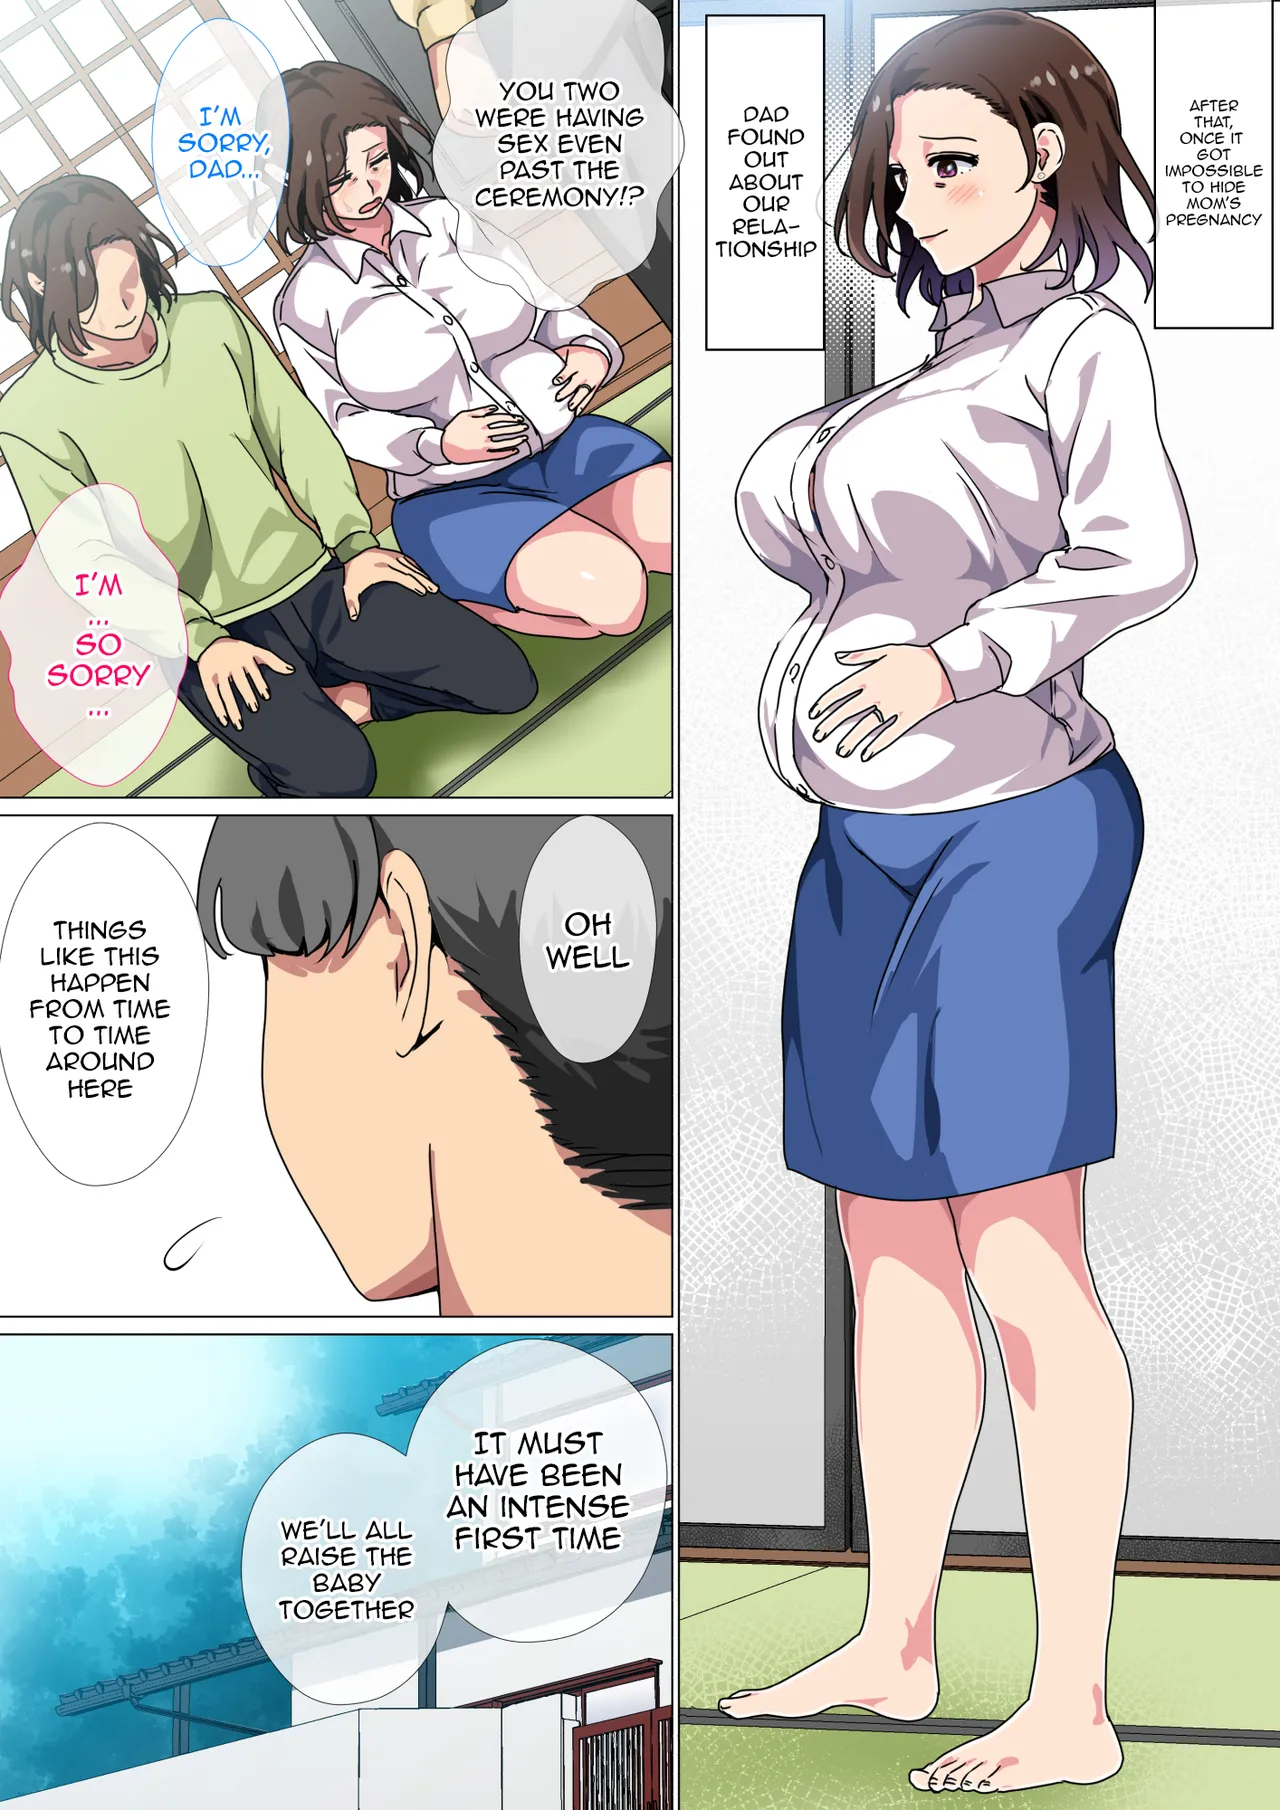 AFTER
THAT,
ONCE IT
GOT
IMPOSSIBLE
TO HIDE
MOM'S
PREGNANCY
DAD
FOUND
OUT
ABOUT
OUR
RELA-
TIONSHIP
YOU TWO
WERE HAVING
SEX EVEN
PAST THE
CEREMONY!?
I'M
SORRY,
DAD...
I'M
...
SO
SORRY
...
OH
WELL
THINGS
LIKE THIS
HAPPEN
FROM TIME
TO TIME
AROUND
HERE
IT MUST
HAVE BEEN
AN INTENSE
FIRST TIME
WE'LL ALL
RAISE THE
BABY
TOGETHER